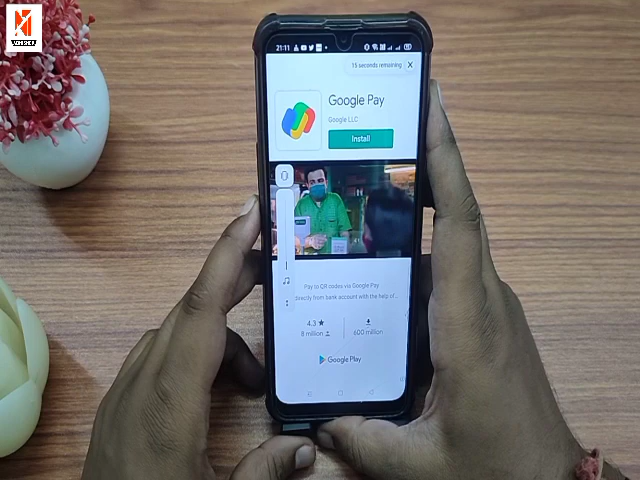 21:11
15 seconds remaining X
Google Pay
Google LLC
Install
Pay to QR codes via Google Pay
directly from bank account with the help of...
4.3 ★
8 million
600 million
Google Play